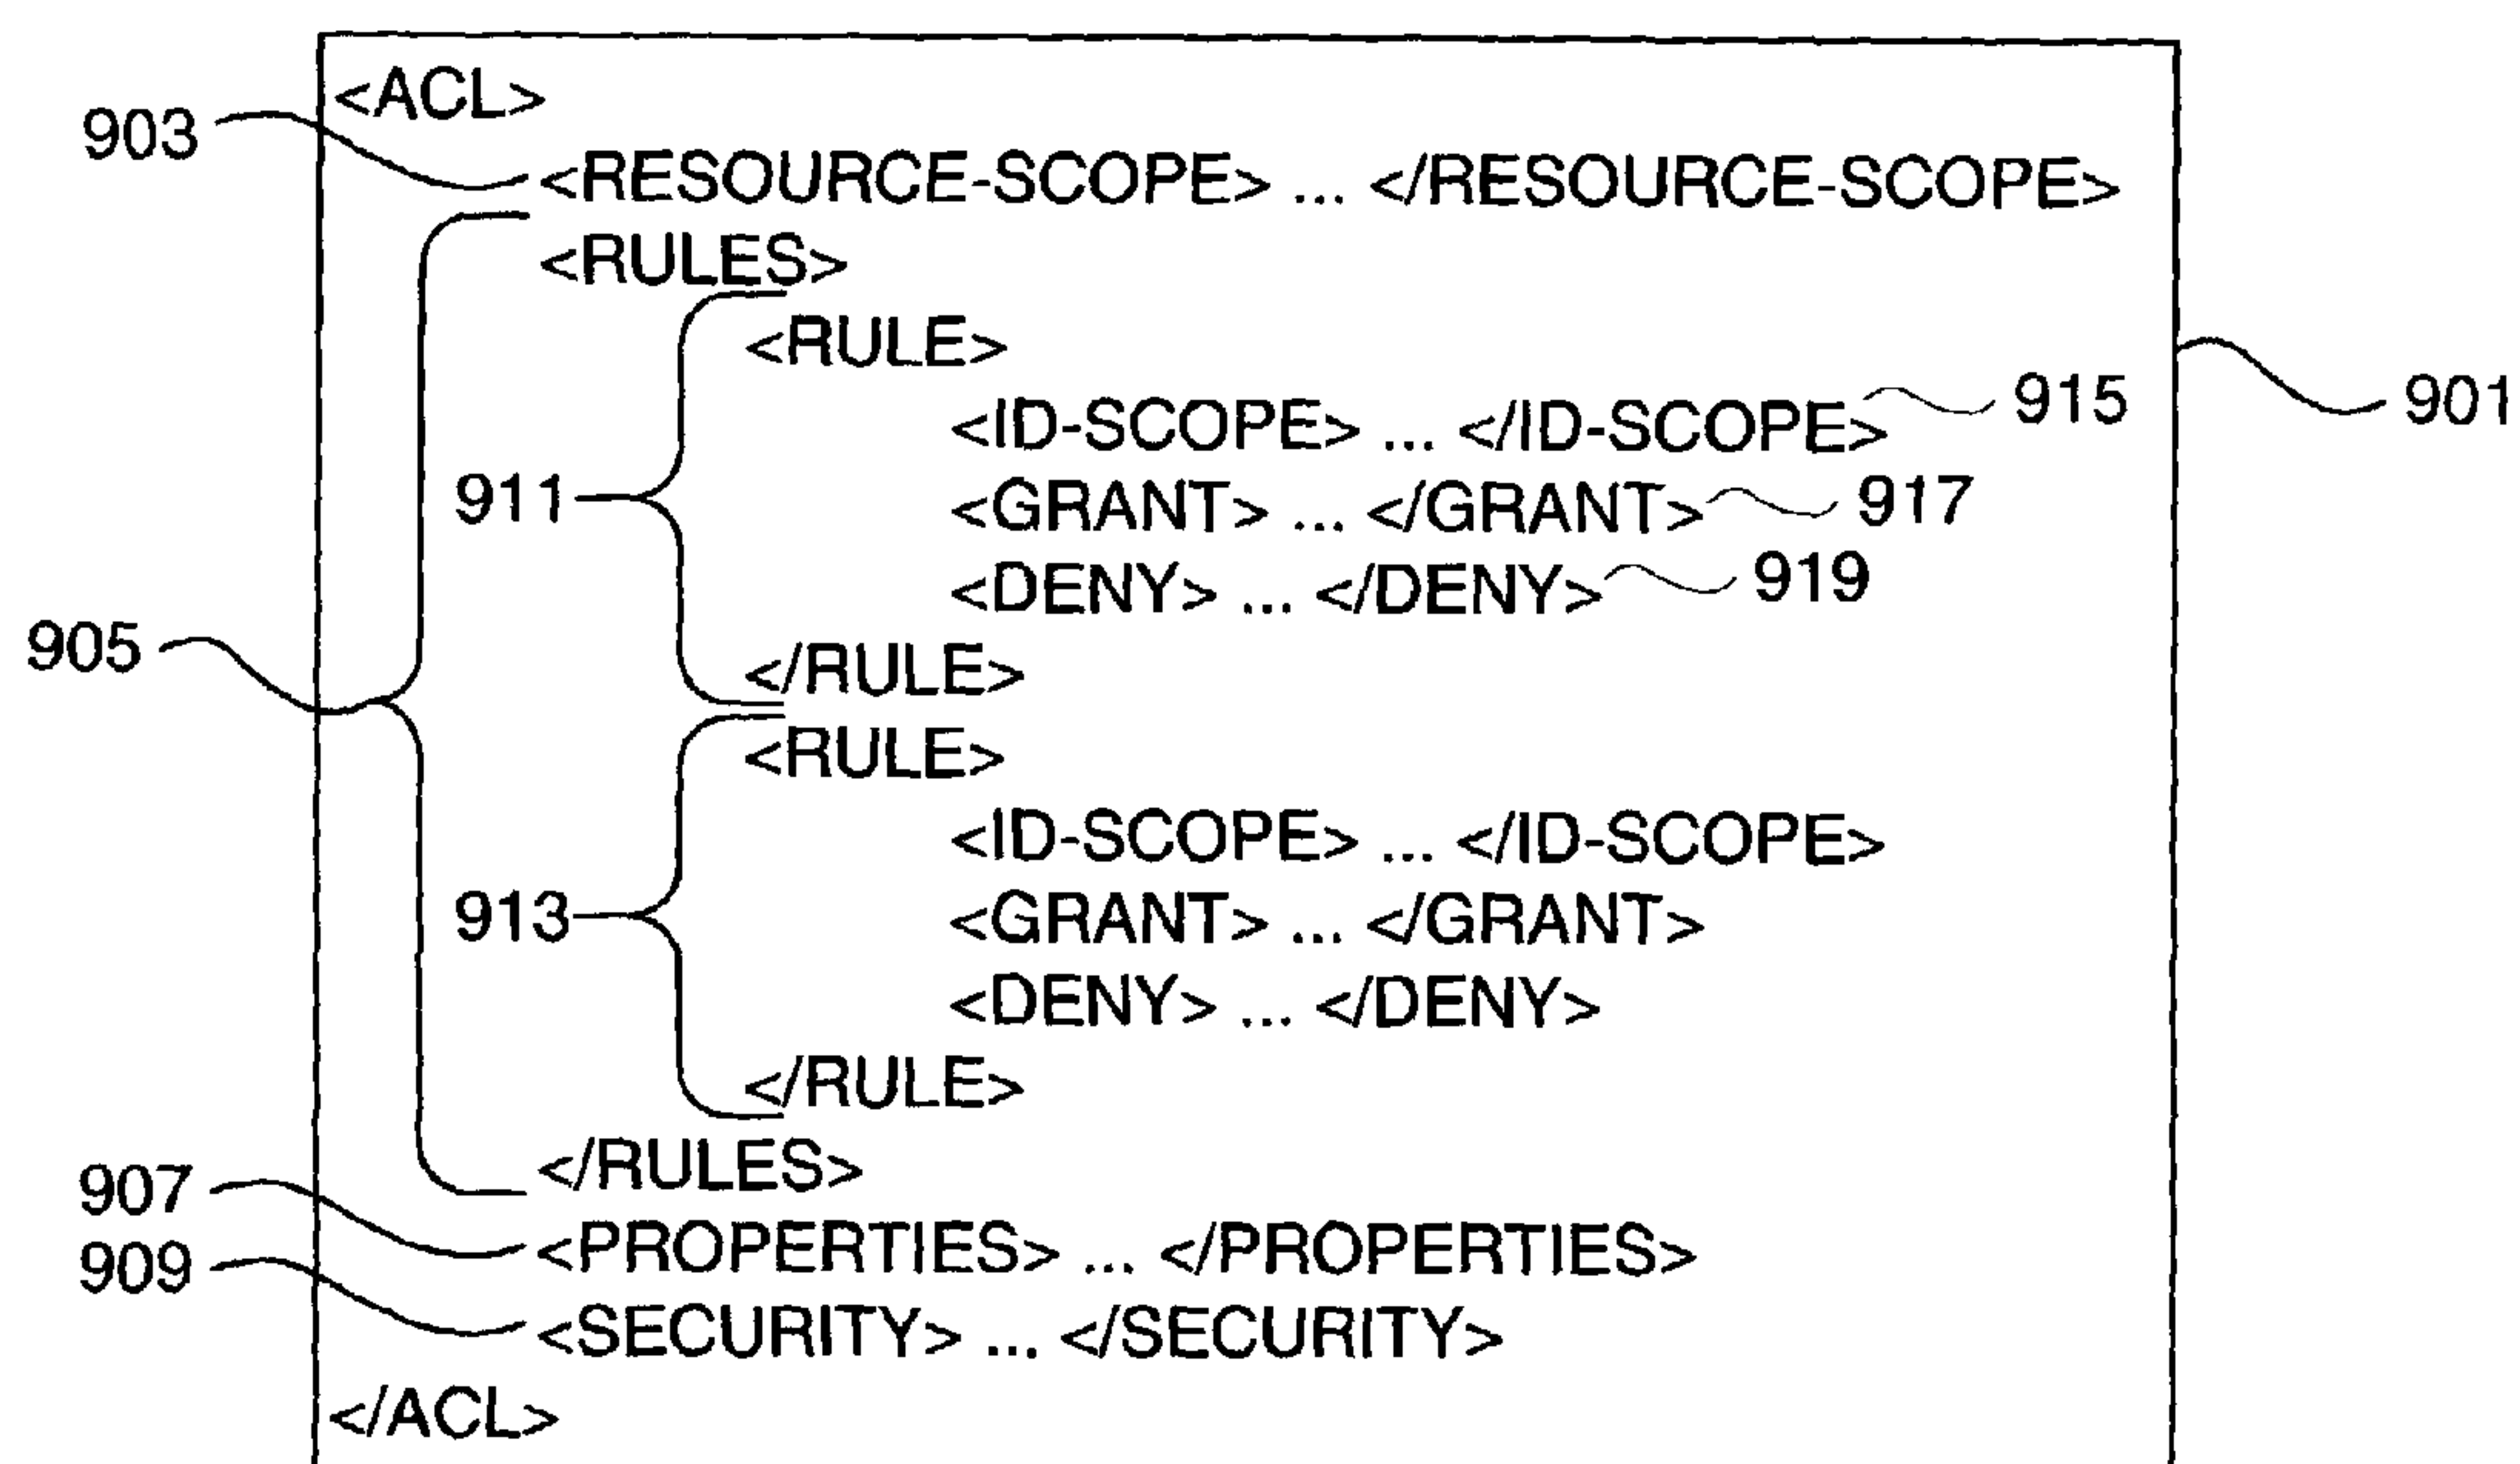 <ACL>
903
<RESOURCE-SCOPE> ... </RESOURCE-SCOPE>
<RULES>
<RULE>
<ID-SCOPE> ... </ID-SCOPE> 915
901
911
<GRANT> ... </GRANT> 917
<DENY> ... </DENY> 919
905
</RULE>
<RULE>
<ID-SCOPE> ... </ID-SCOPE>
913
<GRANT> ... </GRANT>
<DENY> ... </DENY>
</RULE>
</RULES>
907
<PROPERTIES> ... </PROPERTIES>
909
<SECURITY> ... </SECURITY>
</ACL>